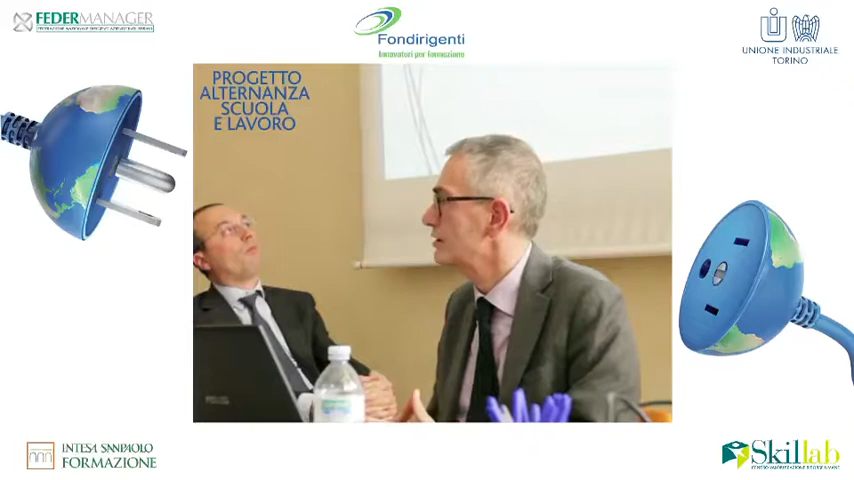 FEDERMANAGER
Fondirigenti
Innovatori per formazione
UNIONE INDUSTRIALE
TORINO
PROGETTO
ALTERNANZA
SCUOLA
E LAVORO
INTESA SANPAOLO
FORMAZIONE
Skillab